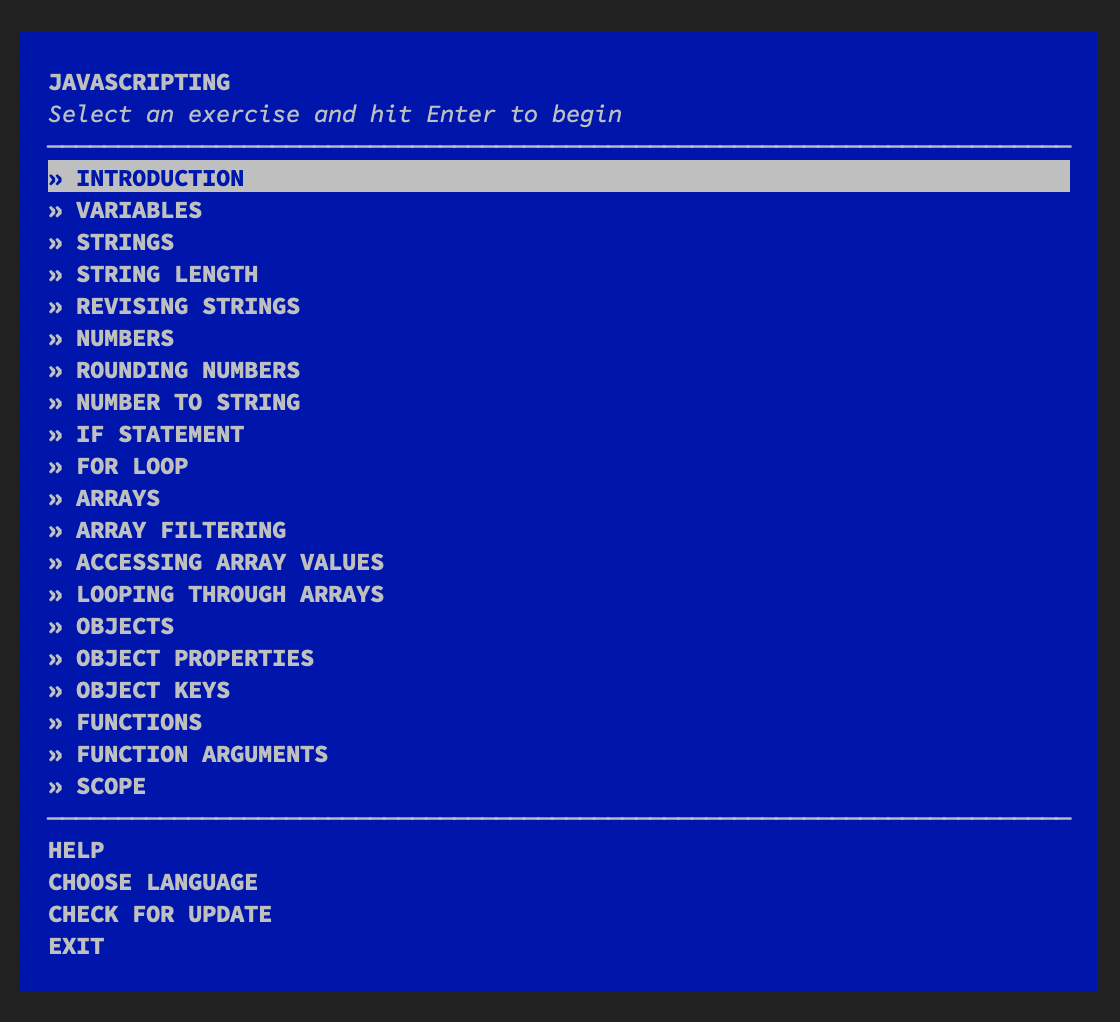 JAVASCRIPTING
Select an exercise and hit Enter to begin
» INTRODUCTION
» VARIABLES
» STRINGS
» STRING LENGTH
» REVISING STRINGS
» NUMBERS
» ROUNDING NUMBERS
» NUMBER TO STRING
» IF STATEMENT
» FOR LOOP
» ARRAYS
» ARRAY FILTERING
» ACCESSING ARRAY VALUES
» LOOPING THROUGH ARRAYS
» OBJECTS
» OBJECT PROPERTIES
» OBJECT KEYS
» FUNCTIONS
» FUNCTION ARGUMENTS
» SCOPE
HELP
CHOOSE LANGUAGE
CHECK FOR UPDATE
EXIT